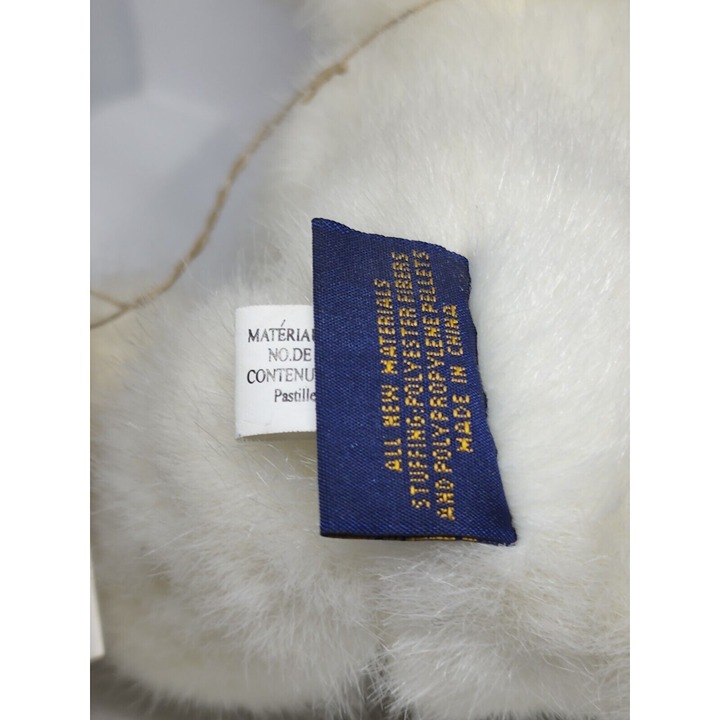 MATÉRIAU
NO.DE
CONTENU
Pastille
ALL NEW MATERIALS
STUFFING:POLYESTER FIBERS
AND POLYPROPYLENE PELLETS
MADE IN CHINA